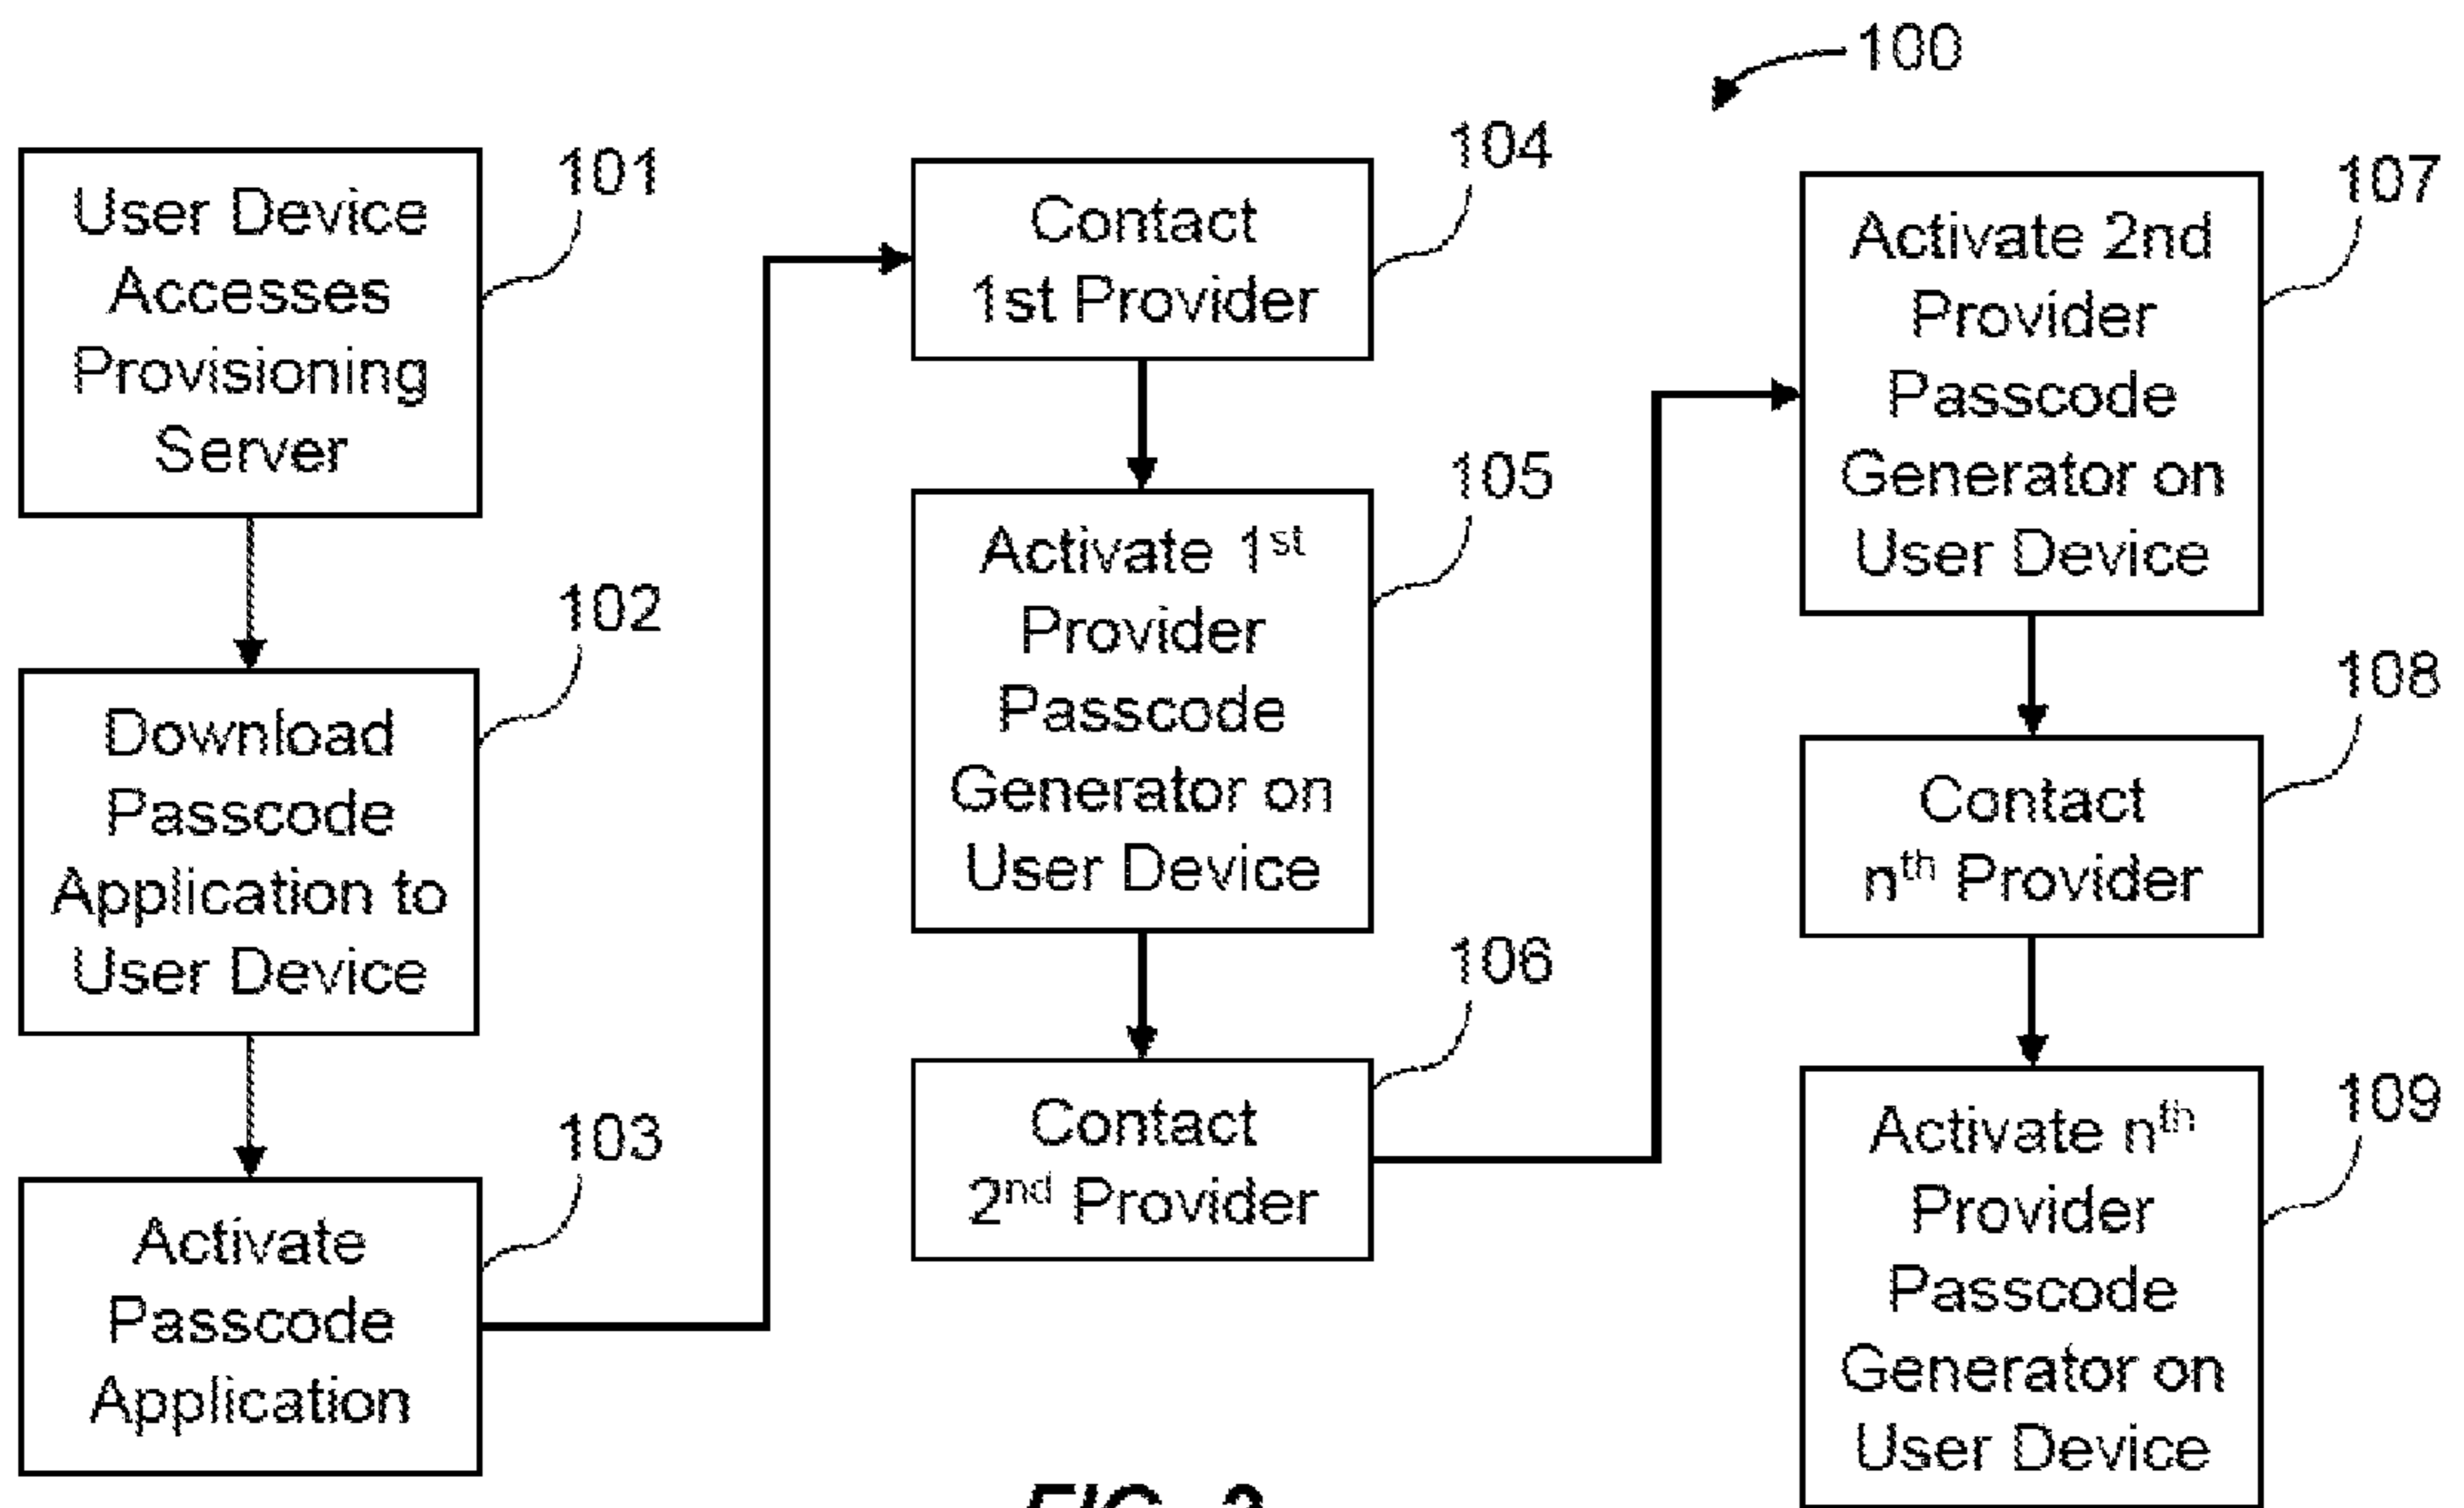 100
101
User Device
Accesses
Provisioning
Server
102
Download
Passcode
Application to
User Device
103
Activate
Passcode
Application
104
Contact
1st Provider
105
Activate 1st
Provider
Passcode
Generator on
User Device
106
Contact
2nd Provider
107
Activate 2nd
Provider
Passcode
Generator on
User Device
108
Contact
nth Provider
109
Activate nth
Provider
Passcode
Generator on
User Device